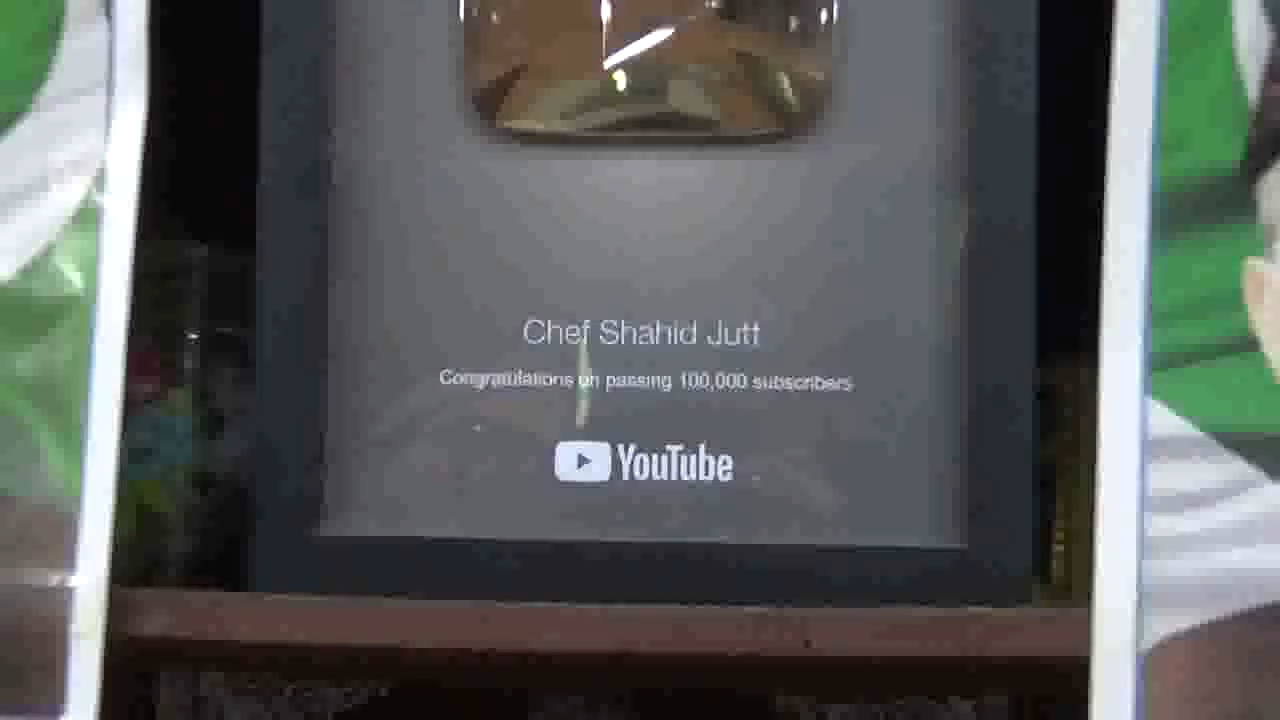 Chef Shahid Jutt
Congratulations on passing 100,000 subscribers
YouTube